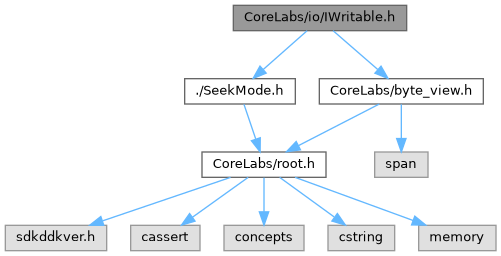 CoreLabs/io/IWritable.h
./SeekMode.h
CoreLabs/byte_view.h
CoreLabs/root.h
span
sdkddkver.h
cassert
concepts
cstring
memory